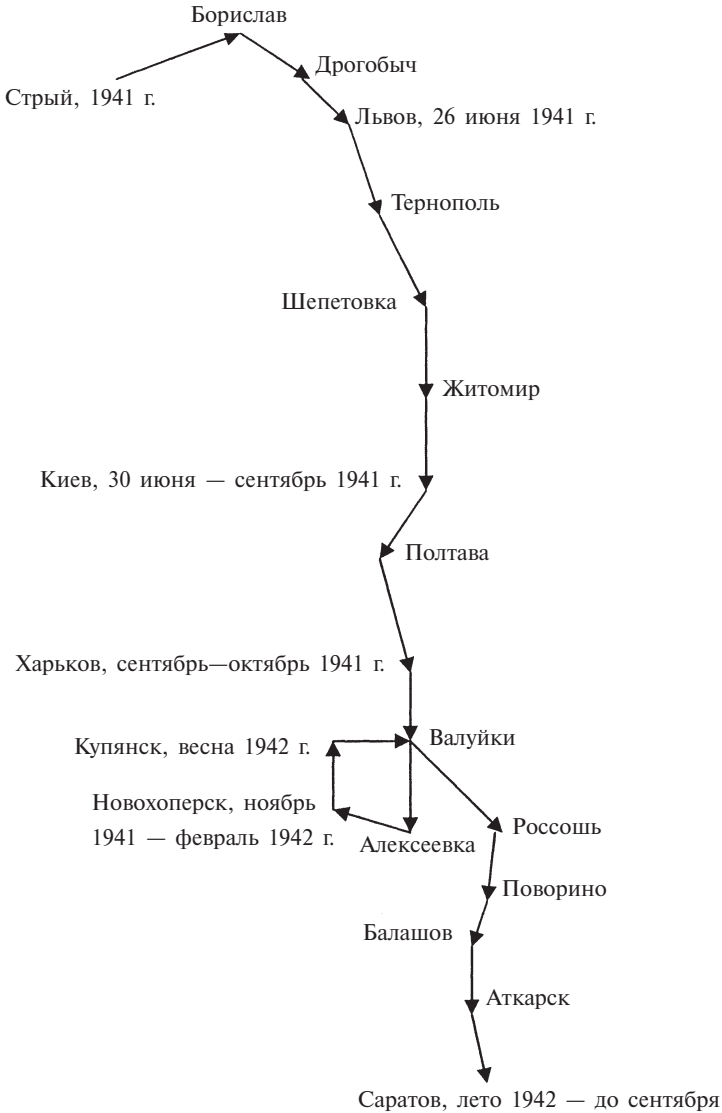 Борислав
Дрогобыч
Стрый, 1941 г.
Львов, 26 июня 1941 г.
Тернополь
Шепетовка
Житомир
Киев, 30 июня — сентябрь 1941 г.
Полтава
Харьков, сентябрь—октябрь 1941 г.
Валуйки
Купянск, весна 1942 г.
Новохоперск, ноябрь
1941 — февраль 1942 г.
Алексеевка
Россошь
Поворино
Балашов
Аткарск
Саратов, лето 1942 — до сентября